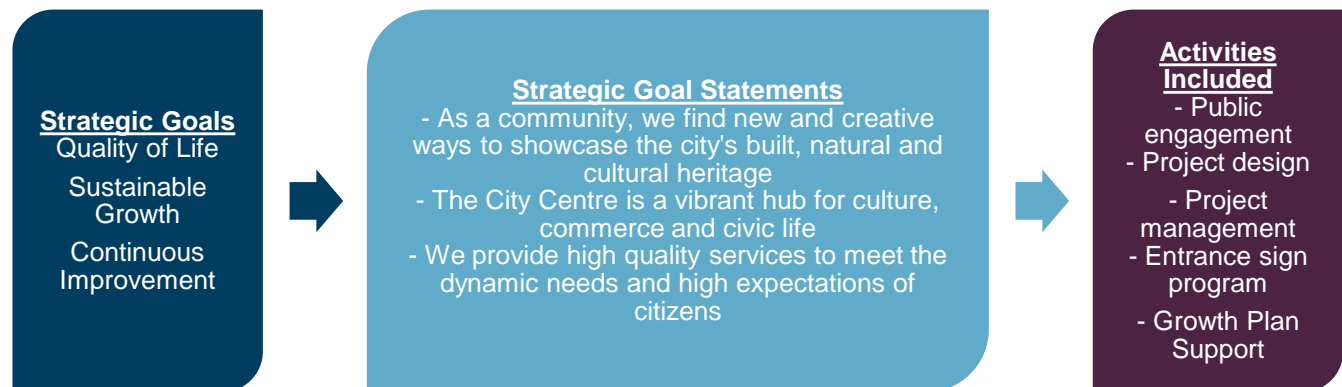 Strategic Goals
Quality of Life
Sustainable
Growth
Continuous
Improvement
Strategic Goal Statements
- As a community, we find new and creative
ways to showcase the city's built, natural and
cultural heritage
- The City Centre is a vibrant hub for culture,
commerce and civic life
- We provide high quality services to meet the
dynamic needs and high expectations of
citizens
Activities
Included
- Public
engagement
- Project design
- Project
management
- Entrance sign
program
- Growth Plan
Support